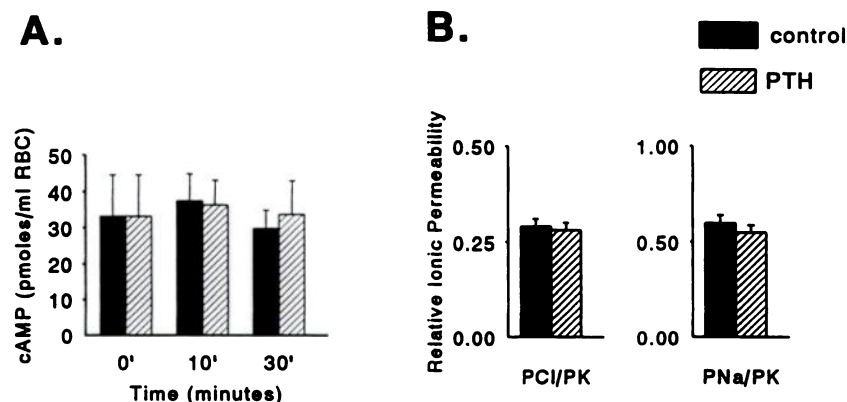 A.
B.
control
PTH
cAMP (pmoles/ml RBC)
50
40
30
20
10
0
0' 10' 30'
Time (minutes)
Relative Ionic Permeability
0.50
0.25
0.00
PCl/PK
1.00
0.50
0.00
PNa/PK